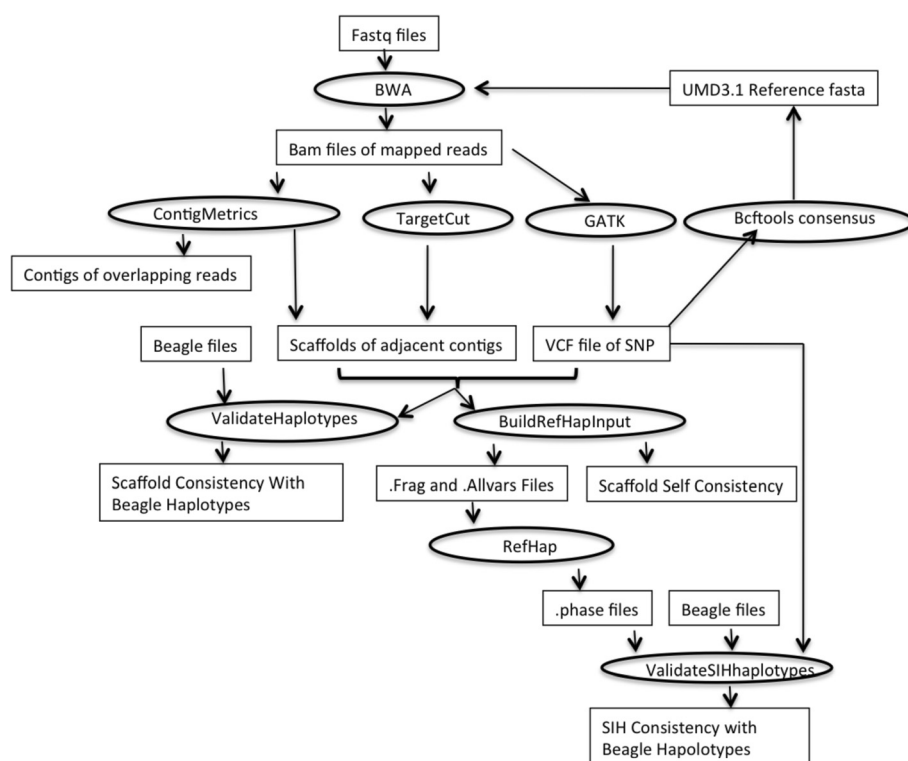 Fastq files
BWA
UMD3.1 Reference fasta
Bam files of mapped reads
ContigMetrics
TargetCut
GATK
Bcftools consensus
Contigs of overlapping reads
Beagle files
Scaffolds of adjacent contigs
VCF file of SNP
ValidateHaplotypes
BuildRefHapInput
Scaffold Consistency With
Beagle Haplotypes
.Frag and .Allvars Files
Scaffold Self Consistency
RefHap
.phase files
Beagle files
ValidateSIHhaplotypes
SIH Consistency with
Beagle Hapolotypes